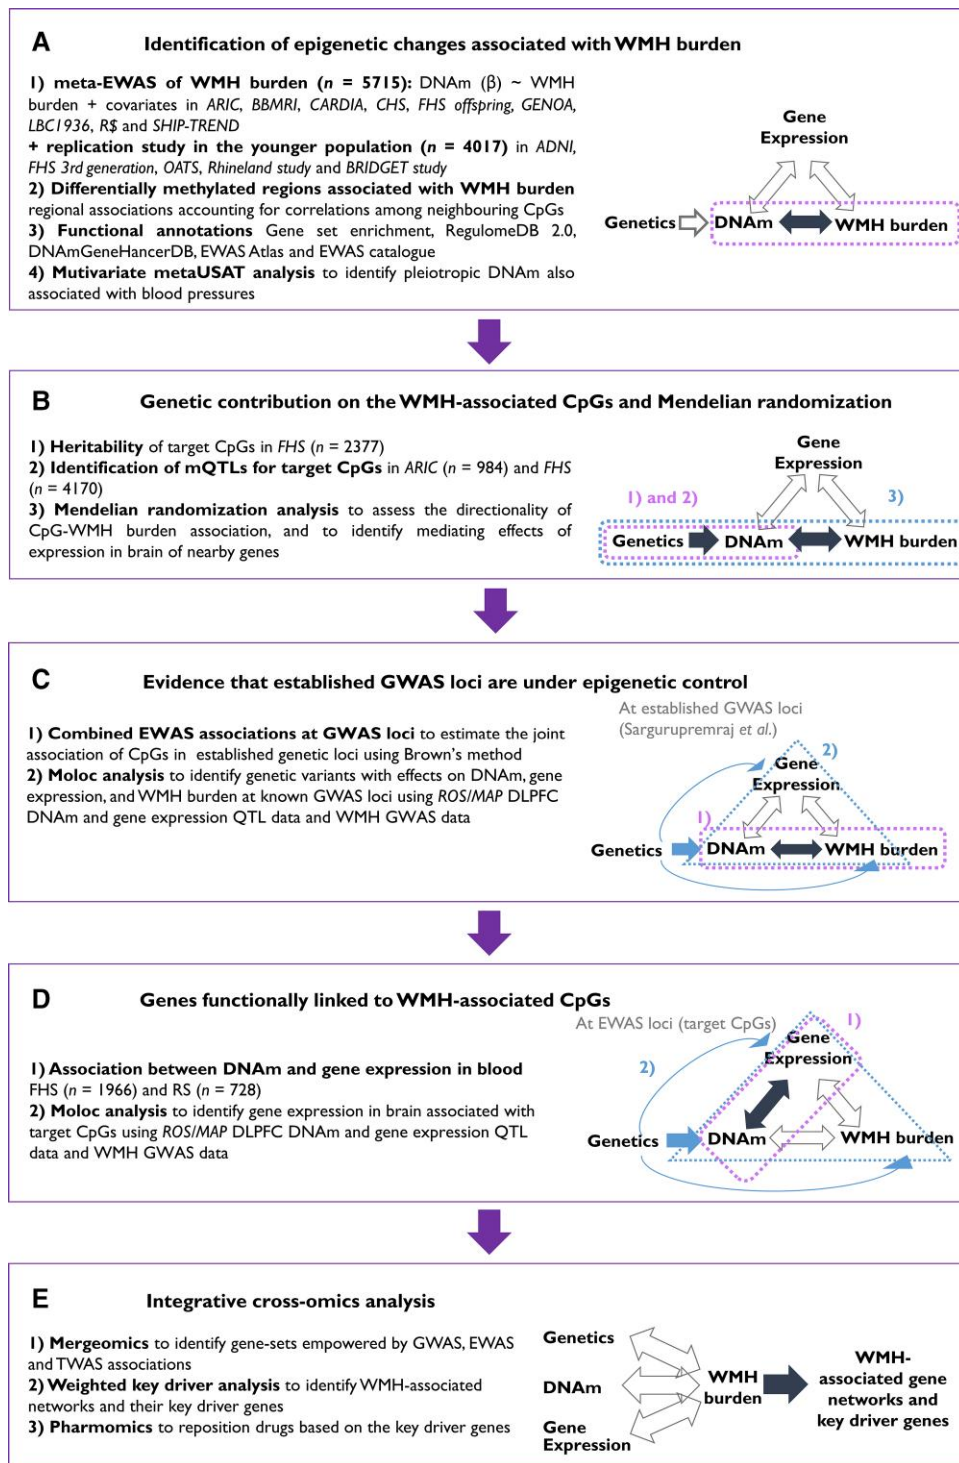 A Identification of epigenetic changes associated with WMH burden
1) meta-EWAS of WMH burden (n = 5715): DNAm (β) ~ WMH
burden + covariates in ARIC, BBMRI, CARDIA, CHS, FHS offspring, GENOA,
LBC1936, R$ and SHIP-TREND
+ replication study in the younger population (n = 4017) in ADNI,
FHS 3rd generation, OATS, Rhineland study and BRIDGET study
2) Differentially methylated regions associated with WMH burden
regional associations accounting for correlations among neighbouring CpGs
3) Functional annotations Gene set enrichment, RegulomeDB 2.0,
DNAmGeneHancerDB, EWAS Atlas and EWAS catalogue
4) Mutivariate metaUSAT analysis to identify pleiotropic DNAm also
associated with blood pressures
Gene
Expression
Genetics DNAm WMH burden
B Genetic contribution on the WMH-associated CpGs and Mendelian randomization
1) Heritability of target CpGs in FHS (n = 2377)
2) Identification of mQTLs for target CpGs in ARIC (n = 984) and FHS
(n = 4170)
3) Mendelian randomization analysis to assess the directionality of
CpG-WMH burden association, and to identify mediating effects of
expression in brain of nearby genes
Gene
Expression
1) and 2) 3)
Genetics DNAm WMH burden
C Evidence that established GWAS loci are under epigenetic control
1) Combined EWAS associations at GWAS loci to estimate the joint
association of CpGs in established genetic loci using Brown's method
2) Moloc analysis to identify genetic variants with effects on DNAm, gene
expression, and WMH burden at known GWAS loci using ROS/MAP DLPFC
DNAm and gene expression QTL data and WMH GWAS data
At established GWAS loci
(Sargurupremraj et al.)
2)
Gene
Expression
1)
Genetics DNAm WMH burden
D Genes functionally linked to WMH-associated CpGs
1) Association between DNAm and gene expression in blood
FHS (n = 1966) and RS (n = 728)
2) Moloc analysis to identify gene expression in brain associated with
target CpGs using ROS/MAP DLPFC DNAm and gene expression QTL
data and WMH GWAS data
At EWAS loci (target CpGs)
1)
Gene
Expression
2)
Genetics DNAm WMH burden
E Integrative cross-omics analysis
1) Mergeomics to identify gene-sets empowered by GWAS, EWAS
and TWAS associations
2) Weighted key driver analysis to identify WMH-associated
networks and their key driver genes
3) Pharmomics to reposition drugs based on the key driver genes
Genetics
DNAm
Gene
Expression
WMH
burden
WMH-
associated gene
networks and
key driver genes